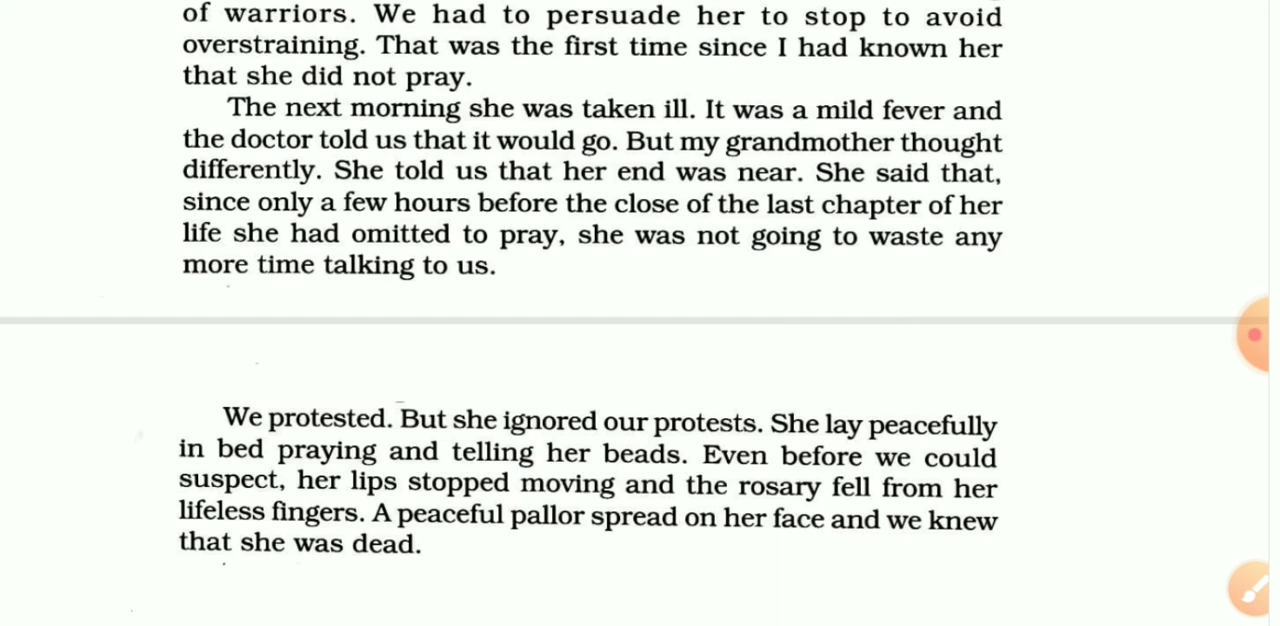 of warriors. We had to persuade her to stop to avoid
overstraining. That was the first time since I had known her
that she did not pray.
The next morning she was taken ill. It was a mild fever and
the doctor told us that it would go. But my grandmother thought
differently. She told us that her end was near. She said that,
since only a few hours before the close of the last chapter of her
life she had omitted to pray, she was not going to waste any
more time talking to us.
We protested. But she ignored our protests. She lay peacefully
in bed praying and telling her beads. Even before we could
suspect, her lips stopped moving and the rosary fell from her
lifeless fingers. A peaceful pallor spread on her face and we knew
that she was dead.